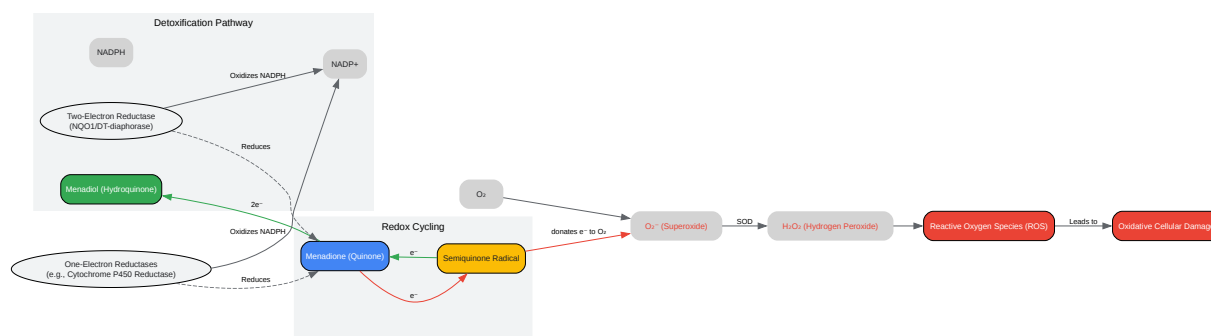 Detoxification Pathway
NADPH
NADP+
Oxidizes NADPH
Two-Electron Reductase
(NQO1/DT-diaphorase)
Reduces
Menadiol (Hydroquinone)
2e⁻
O₂
Redox Cycling
Oxidizes NADPH
donates e⁻ to O₂
O₂⁻ (Superoxide)
SOD
H₂O₂ (Hydrogen Peroxide)
Reactive Oxygen Species (ROS)
Leads to
Oxidative Cellular Damag
One-Electron Reductases
(e.g., Cytochrome P450 Reductase)
Reduces
Menadione (Quinone)
e⁻
Semiquinone Radical
e⁻